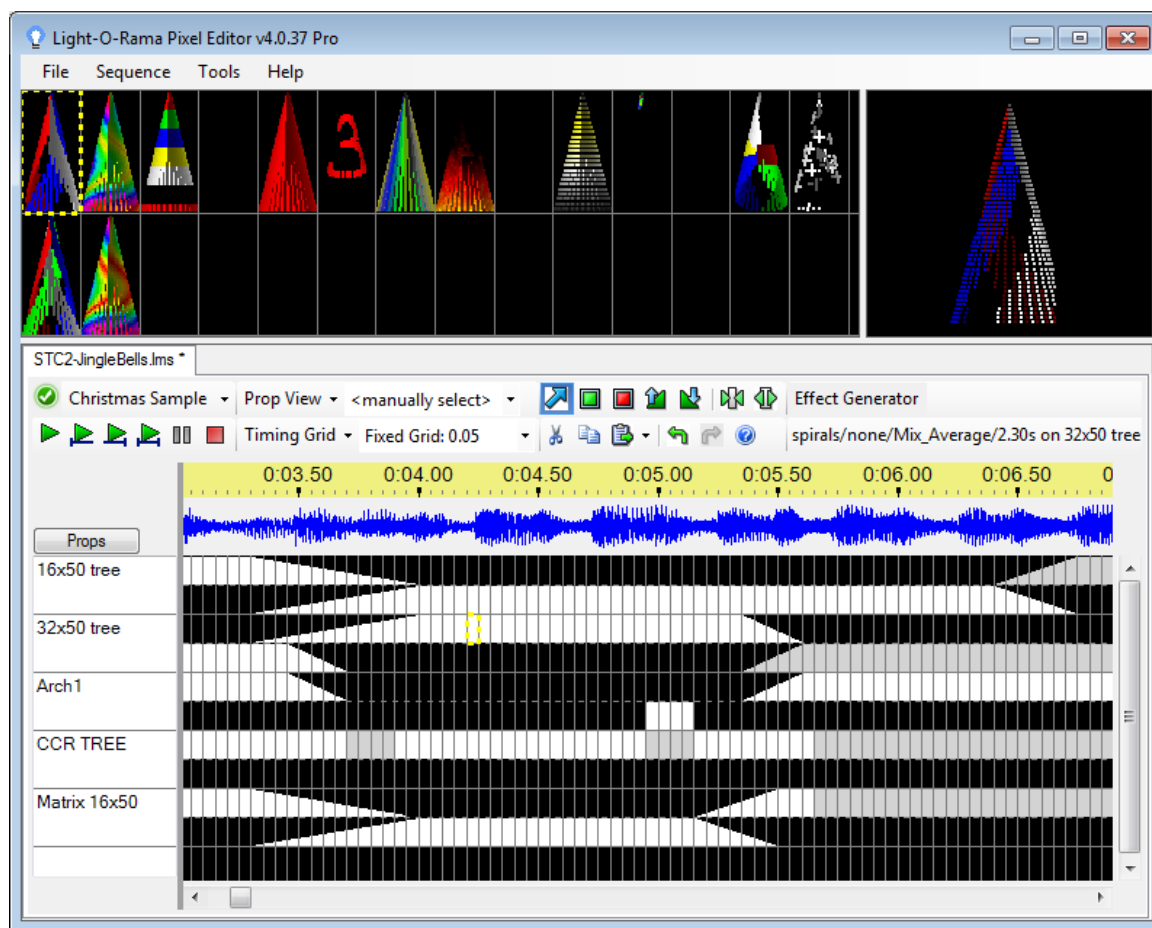 Light-O-Rama Pixel Editor v4.0.37 Pro
File Sequence Tools Help
3
STC2-JingleBells.lms *
Christmas Sample Prop View <manually select> Effect Generator
Timing Grid Fixed Grid: 0.05 spirals/none/Mix_Average/2.30s on 32x50 tree
0:03.50 0:04.00 0:04.50 0:05.00 0:05.50 0:06.00 0:06.50 0
Props
16x50 tree
32x50 tree
Arch1
CCR TREE
Matrix 16x50